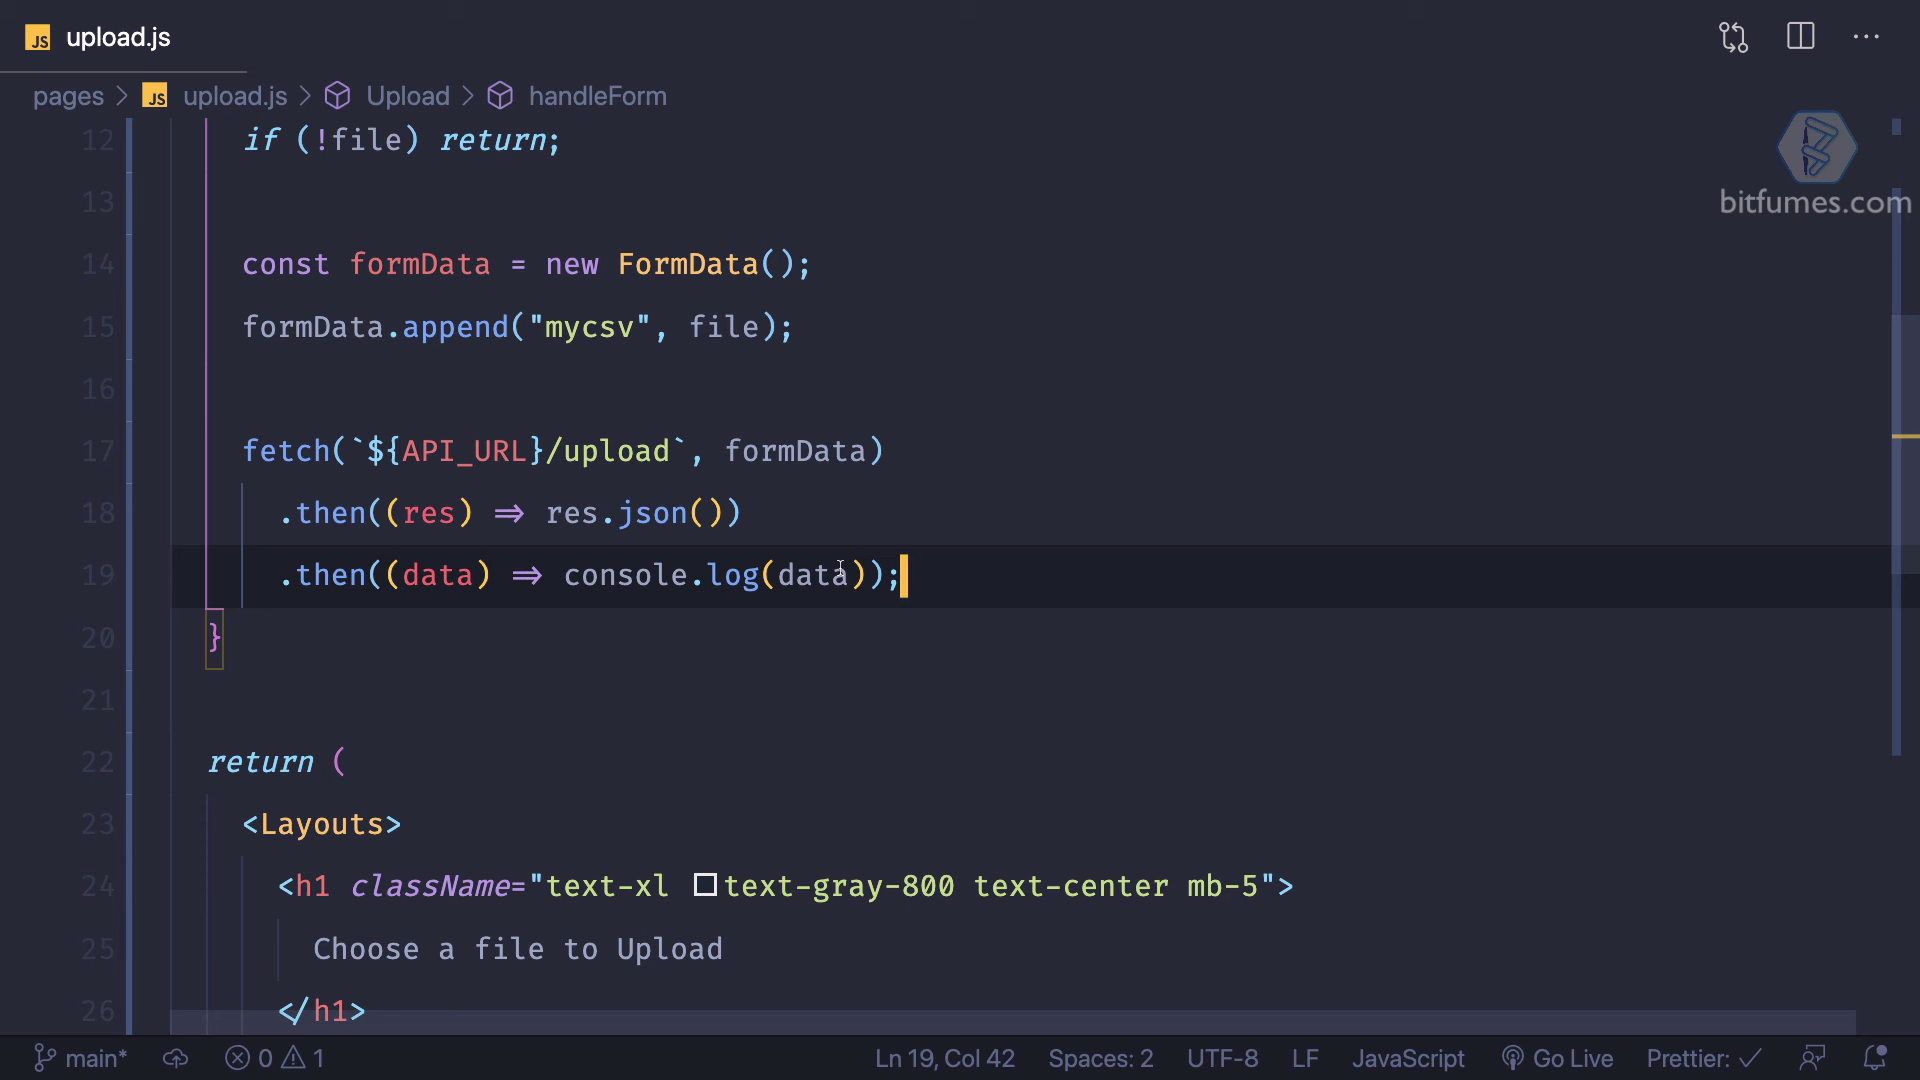 JS upload.js
pages > JS upload.js > Upload > handleForm
bitfumes.com
12 if (!file) return;
13
14 const formData = new FormData();
15 formData.append("mycsv", file);
16
17 fetch(`${API_URL}/upload`, formData)
18 .then((res) => res.json())
19 .then((data) => console.log(data));
20 }
21
22 return (
23 <Layouts>
24 <h1 className="text-xl text-gray-800 text-center mb-5">
25 Choose a file to Upload
26 </h1>
main* 0 1 Ln 19, Col 42 Spaces: 2 UTF-8 LF JavaScript Go Live Prettier: ✓